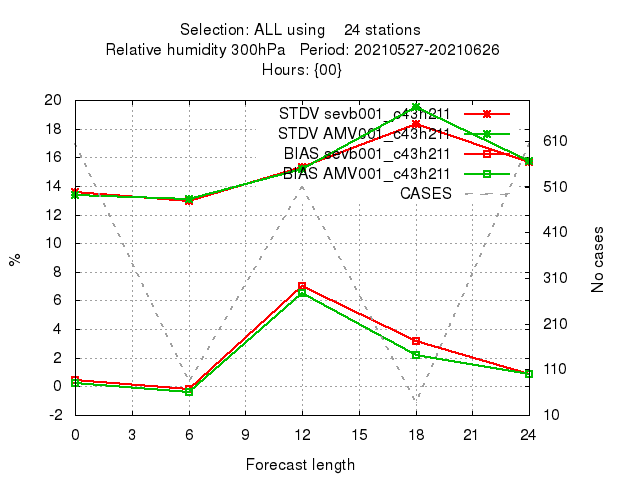 Selection: ALL using 24 stations
Relative humidity 300hPa Period: 20210527-20210626
Hours: {00}
STDV sevb001_c43h211
STDV AMV001_c43h211
BIAS sevb001_c43h211
BIAS AMV001_c43h211
CASES
20
18
16
14
12
10
8
6
4
2
0
-2
%
610
510
410
310
210
110
10
No cases
0 3 6 9 12 15 18 21 24
Forecast length